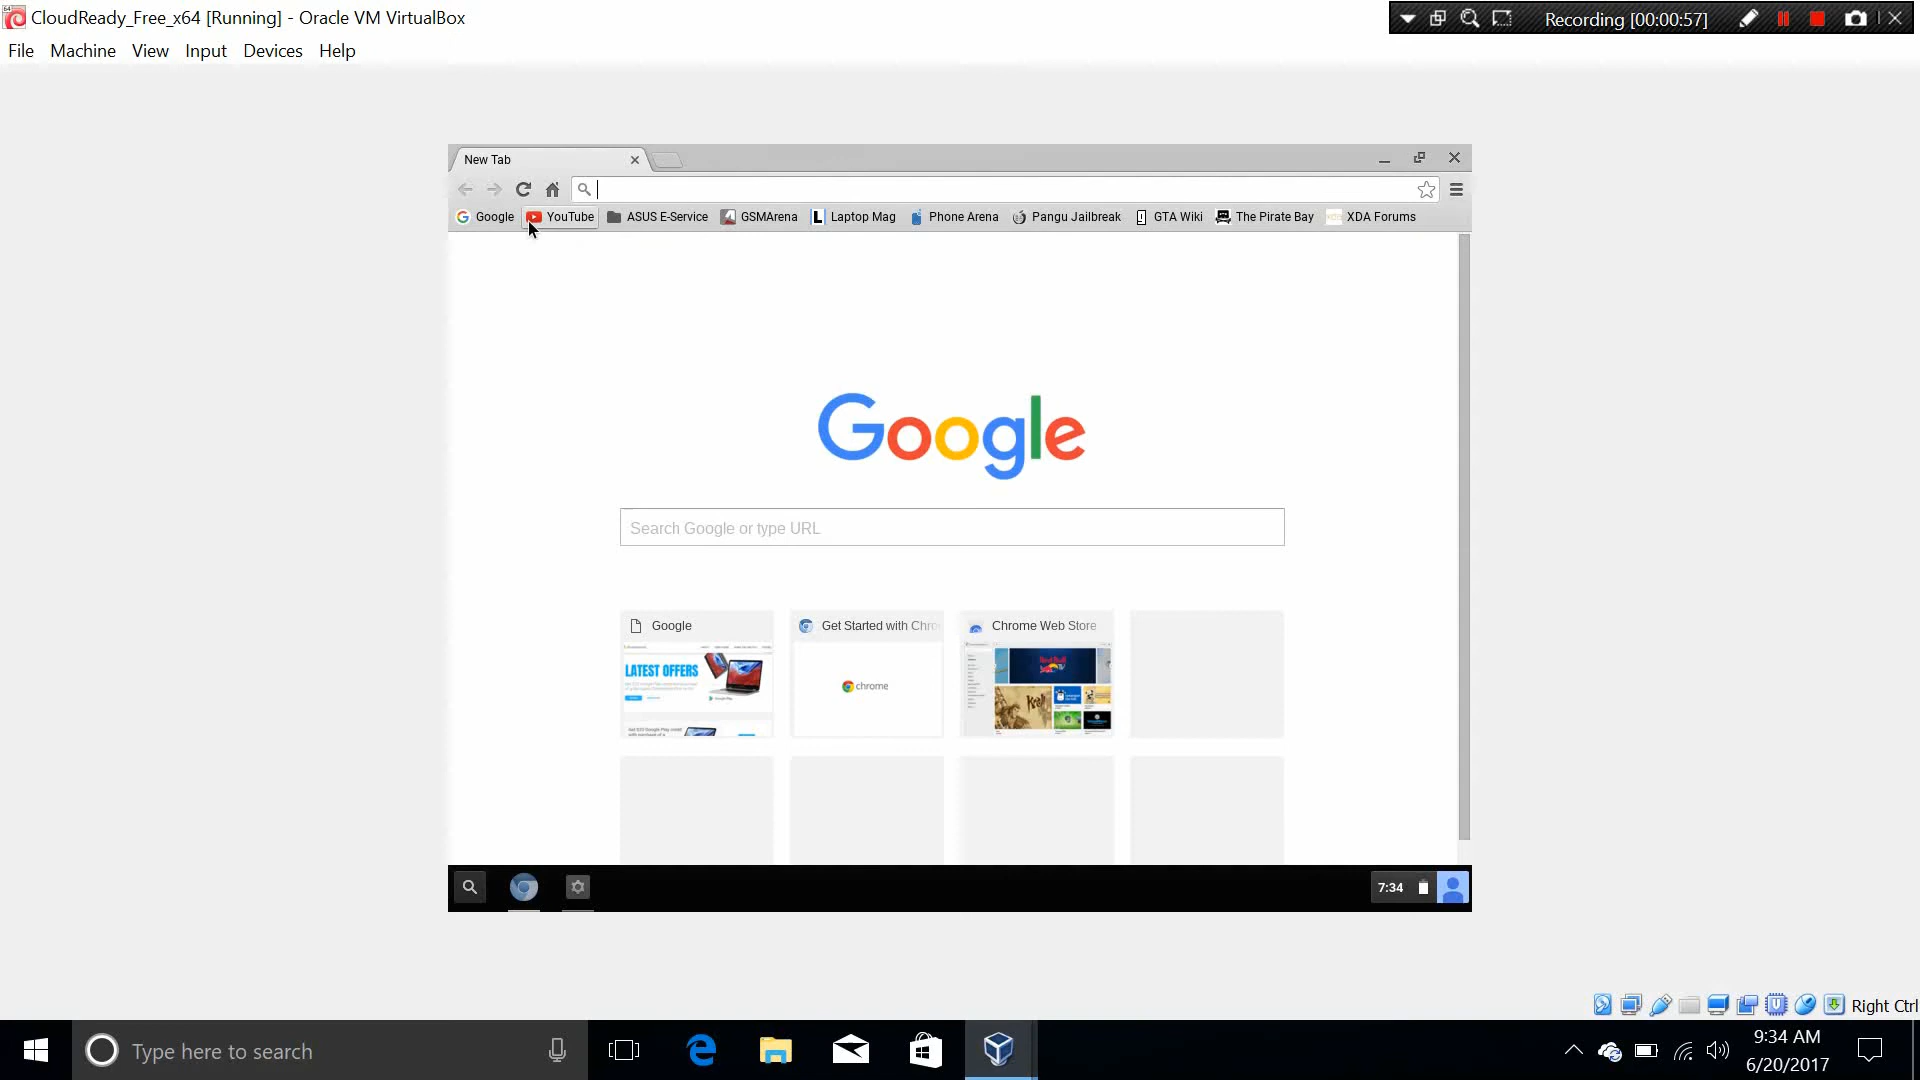 CloudReady_Free_x64 [Running] - Oracle VM VirtualBox
Recording [00:00:57]
File Machine View Input Devices Help
New Tab
Google YouTube ASUS E-Service GSMArena Laptop Mag Phone Arena Pangu Jailbreak GTA Wiki The Pirate Bay XDA Forums
Google
Search Google or type URL
Google Get Started with Chro Chrome Web Store
LATEST OFFERS
chrome
7:34
Right Ctrl
Type here to search
9:34 AM
6/20/2017